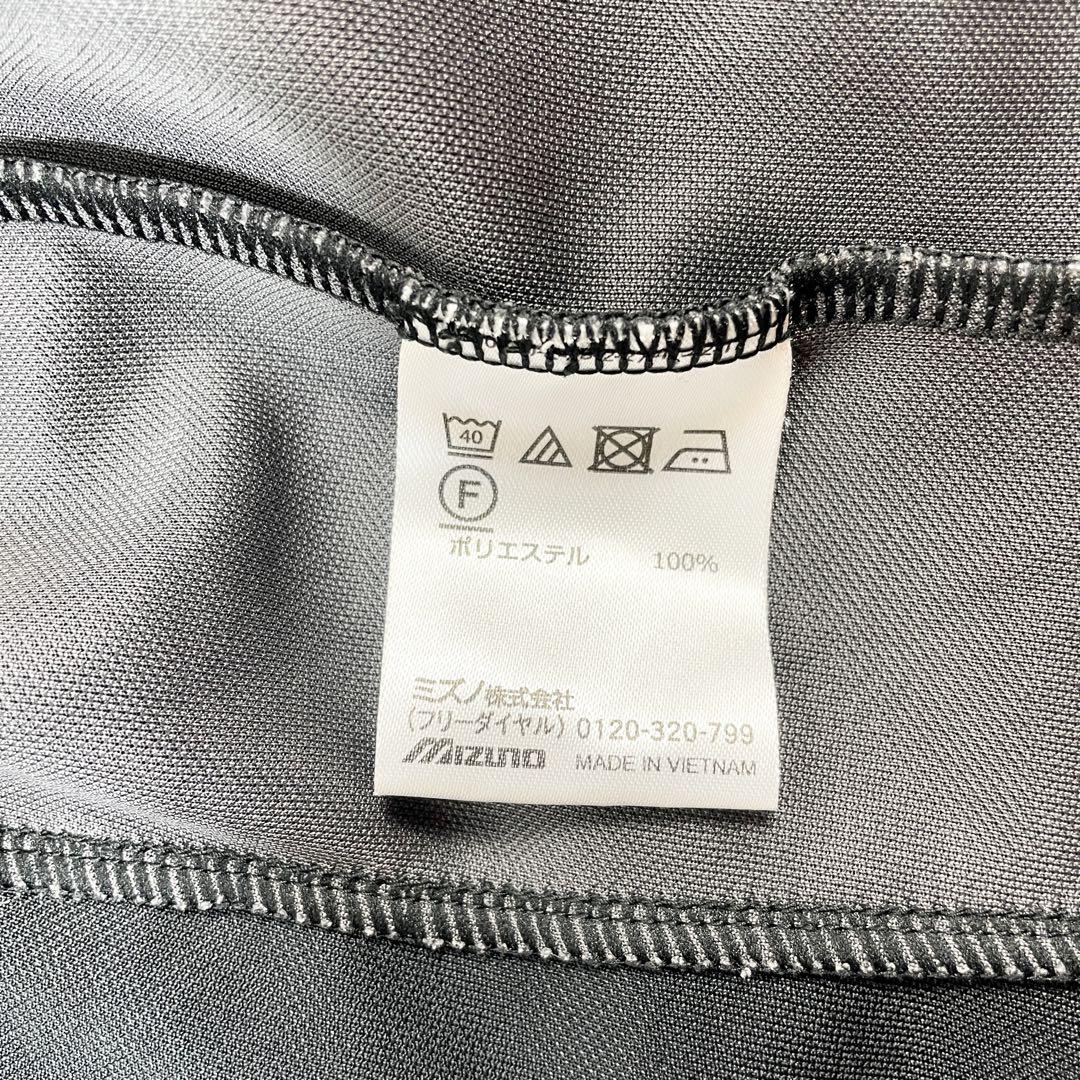 40
F
ポリエステル 100%
ミズノ株式会社
(フリーダイヤル) 0120-320-799
Mizuno MADE IN VIETNAM